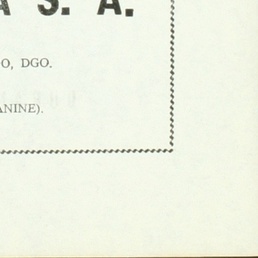 A S. A.
O, DGO.
ANINE).